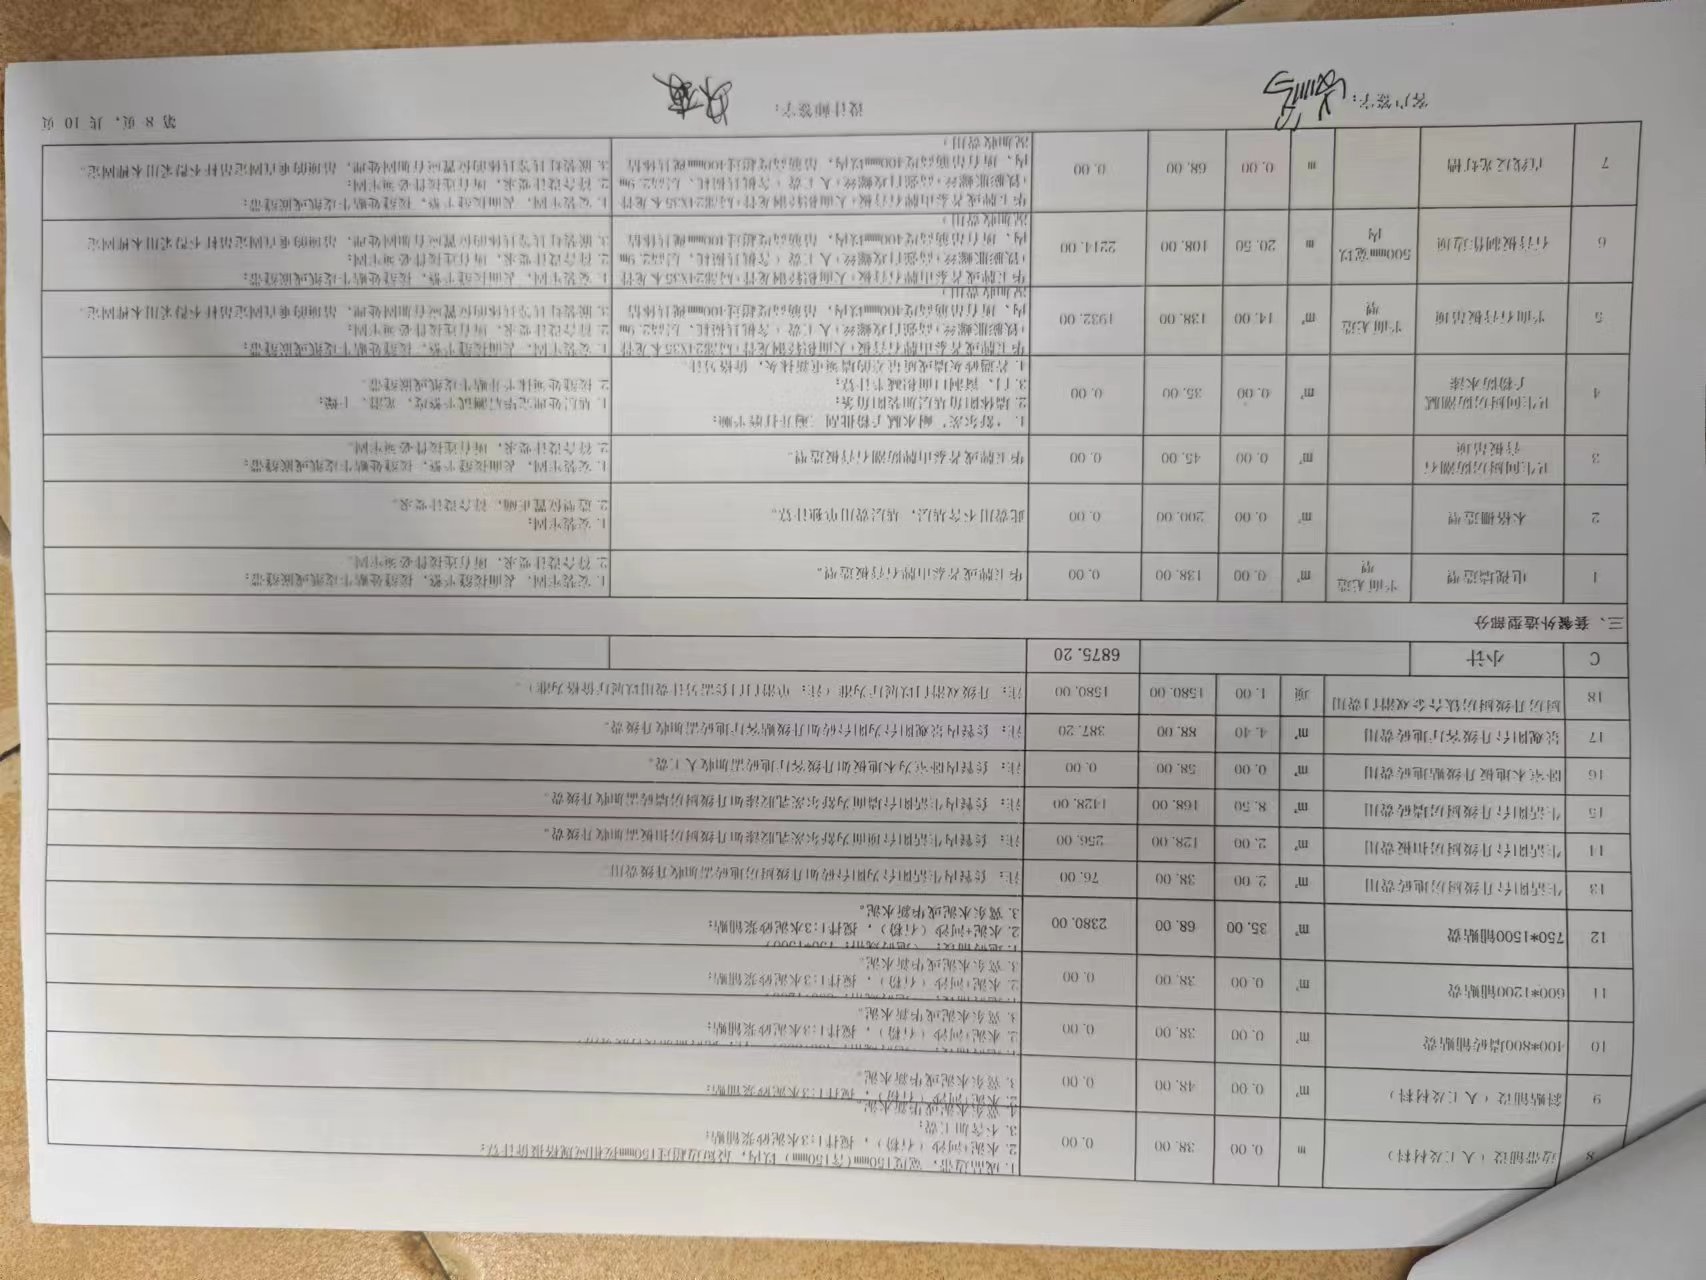 8 边带铺设（人工及材料） m 0.00 38.00 0.00
1. 成品边带，宽度150mm(含150mm）以内，最短边超过150mm按相应规格报价计算;
2. 水泥+河沙（石粉），搅拌1:3水泥砂浆铺贴;
3. 不含加工费;
4. 冀东水泥或华新水泥。
9 斜贴铺设（人工及材料） m² 0.00 48.00 0.00
2. 水泥+河沙（石粉），搅拌1:3水泥砂浆铺贴;
3. 冀东水泥或华新水泥。
10 400*800墙砖铺贴费 m² 0.00 38.00 0.00
2. 水泥+河沙（石粉），搅拌1:3水泥砂浆铺贴;
3. 冀东水泥或华新水泥。
11 600*1200铺贴费 m² 0.00 38.00 0.00
2. 水泥+河沙（石粉），搅拌1:3水泥砂浆铺贴;
3. 冀东水泥或华新水泥。
12 750*1500铺贴费 m² 35.00 68.00 2380.00
1. 地砖铺设：（地砖规格：750*1500）
2. 水泥+河沙（石粉），搅拌1:3水泥砂浆铺贴;
3. 冀东水泥或华新水泥。
13 生活阳台升级厨房地砖费用 m² 2.00 38.00 76.00 注：套餐内生活阳台为阳台砖如升级厨房地砖需加收升级费用
14 生活阳台升级厨房扣板费用 m² 2.00 128.00 256.00 注：套餐内生活阳台顶面为舒尔茨乳胶漆如升级厨房扣板需加收升级费。
15 生活阳台升级厨房墙砖费用 m² 8.50 168.00 1428.00 注：套餐内生活阳台墙面为舒尔茨乳胶漆如升级厨房墙砖需加收升级费。
16 卧室木地板升级贴地砖费用 m² 0.00 58.00 0.00 注：套餐内卧室为木地板如升级客厅地砖需加收人工费。
17 景观阳台升级客厅地砖费用 m² 4.40 88.00 387.20 注：套餐内景观阳台为阳台砖如升级贴客厅地砖需加收升级费。
18 厨房升级厨房钛合金双滑门费用 项 1.00 1580.00 1580.00 注：升级双滑门以展厅为准（注：单滑门门套需另计费用以展厅价格为准）。
C 小计 6875.20
三、套餐外造型部分
1 电视墙造型 平面无造型 m² 0.00 138.00 0.00 华玉牌或者泰山牌石膏板造型。
1. 安装牢固，表面接缝平整，接缝处贴牛皮纸或嵌缝带;
2. 符合设计要求，所有连接件必须牢固。
2 木格栅造型 m² 0.00 200.00 0.00 此费用不含基层，基层费用单独计算。
1. 安装牢固;
2. 造型位置正确，符合设计要求。
3 卫生间厨房防潮石膏板吊顶 m² 0.00 45.00 0.00 华玉牌或者泰山牌防潮石膏板造型。
1. 安装牢固，表面接缝平整，接缝处贴牛皮纸或嵌缝带;
2. 符合设计要求，所有连接件必须牢固。
4 卫生间厨房防潮腻子粉防水漆 m² 0.00 35.00 0.00
1. '舒尔茨' 耐水腻子粉批刮三遍并打磨平顺;
2. 墙体阳角基层加装阳角条;
3. 门、窗洞口面积减半计算;
4. 若遇砂灰墙或质量差的墙须重新抹灰，价格另计。
1. 基层处理完毕后测试平整度，光滑、干燥;
2. 接缝处须抹平并贴牛皮纸或嵌缝带。
5 平面石膏板吊顶 平面无造型 m² 14.00 138.00 1932.00
华玉牌或者泰山牌石膏板+大面积轻钢龙骨+局部24X35木龙骨
+铁膨胀螺丝+高强自攻螺丝+人工费（含机具损耗、层高2.9m
内、所有吊筋高度400mm以内，吊筋高度超过400mm视具体情
况加收费用）
1. 安装牢固，表面接缝平整，接缝处贴牛皮纸或嵌缝带;
2. 符合设计要求，所有连接件必须牢固;
3. 嵌装灯具等具体的位置应有加固处理，吊顶的垂直固定吊杆不得采用木榫固定。
6 石膏板制作边顶 500mm宽以内 m 20.50 108.00 2214.00
华玉牌或者泰山牌石膏板+大面积轻钢龙骨+局部24X35木龙骨
+铁膨胀螺丝+高强自攻螺丝+人工费（含机具损耗、层高2.9m
内、所有吊筋高度400mm以内，吊筋高度超过400mm视具体情
况加收费用）
1. 安装牢固，表面接缝平整，接缝处贴牛皮纸或嵌缝带;
2. 符合设计要求，所有连接件必须牢固;
3. 嵌装灯具等具体的位置应有加固处理，吊顶的垂直固定吊杆不得采用木榫固定
7 直线反光灯槽 m 0.00 68.00 0.00
华玉牌或者泰山牌石膏板+大面积轻钢龙骨+局部24X35木龙骨
+铁膨胀螺丝+高强自攻螺丝+人工费（含机具损耗、层高2.9m
内、所有吊筋高度400mm以内，吊筋高度超过400mm视具体情
况加收费用）
1. 安装牢固，表面接缝平整，接缝处贴牛皮纸或嵌缝带;
2. 符合设计要求，所有连接件必须牢固;
3. 嵌装灯具等具体的位置应有加固处理，吊顶的垂直固定吊杆不得采用木榫固定。
客户签字: 设计师签字:
第 8 页，共 10 页